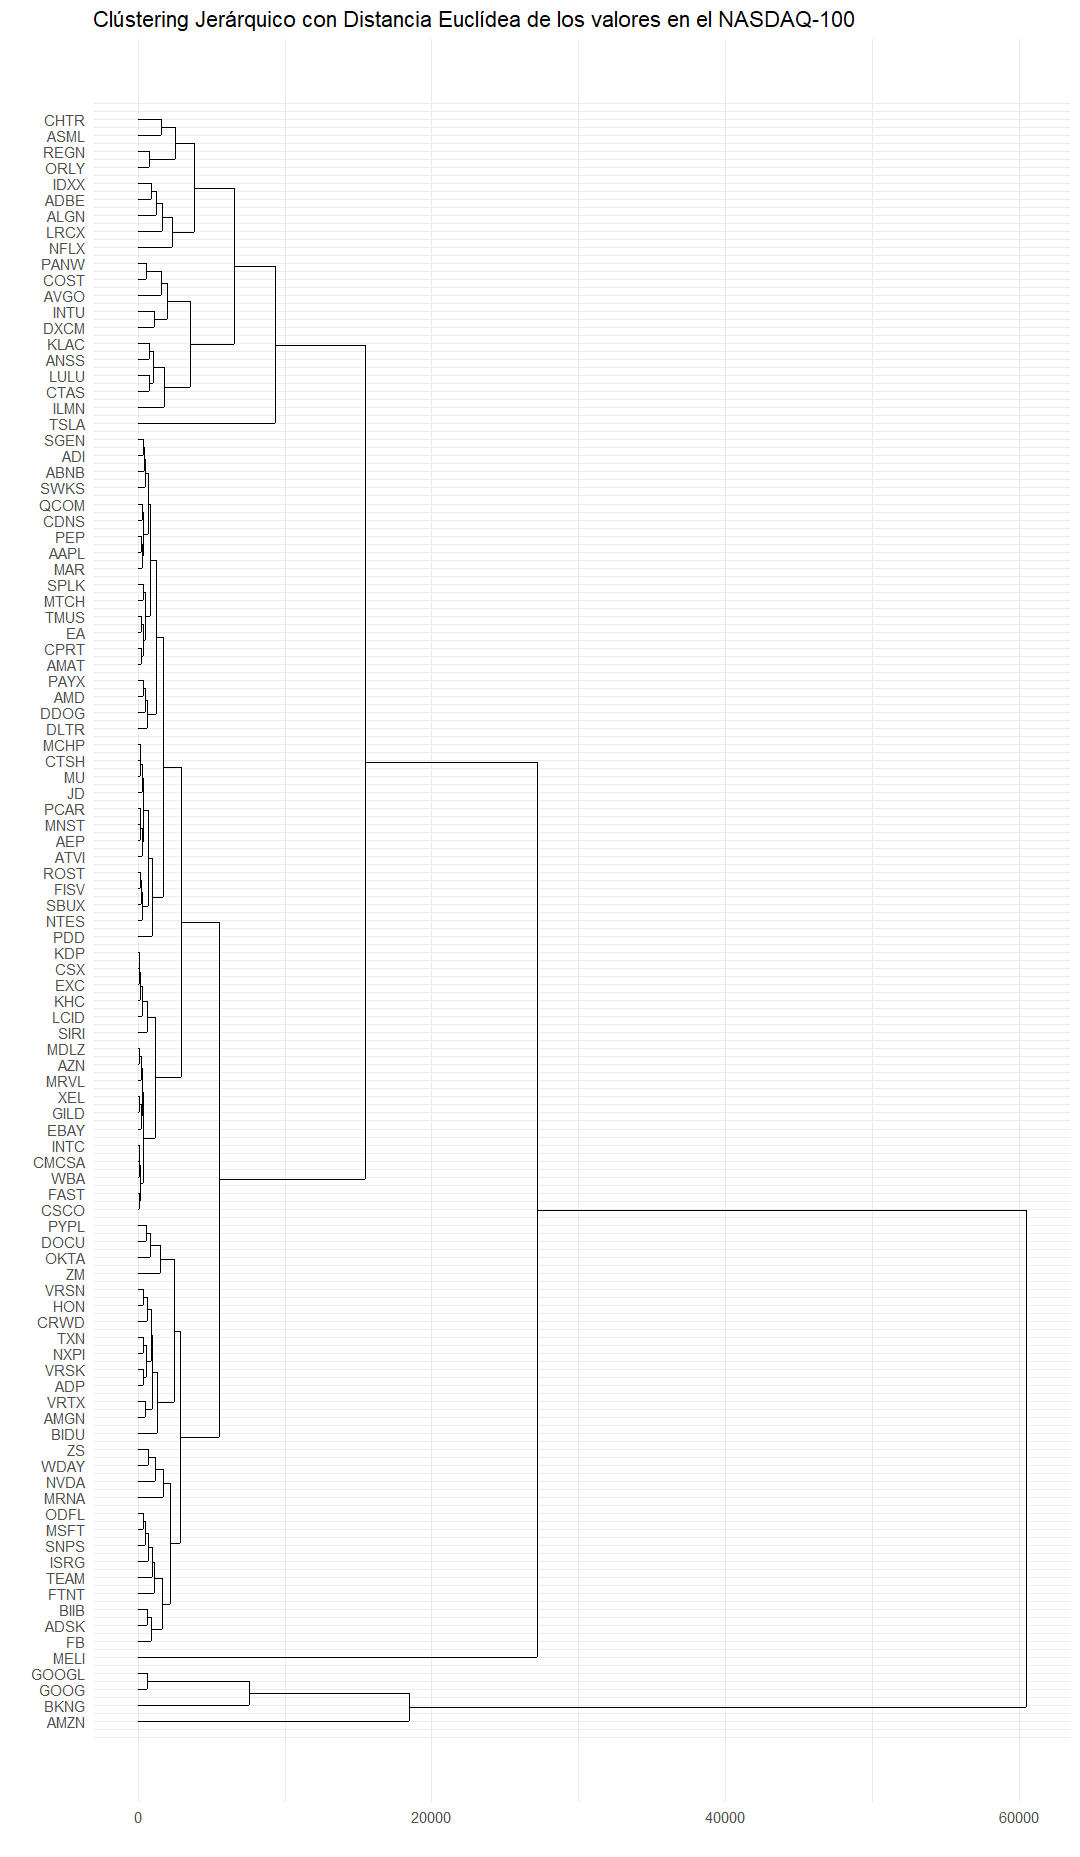 Clústering Jerárquico con Distancia Euclídea de los valores en el NASDAQ-100
CHTR
ASML
REGN
ORLY
IDXX
ADBE
ALGN
LRCX
NFLX
PANW
COST
AVGO
INTU
DXCM
KLAC
ANSS
LULU
CTAS
ILMN
TSLA
SGEN
ADI
ABNB
SWKS
QCOM
CDNS
PEP
AAPL
MAR
SPLK
MTCH
TMUS
EA
CPRT
AMAT
PAYX
AMD
DDOG
DLTR
MCHP
CTSH
MU
JD
PCAR
MNST
AEP
ATVI
ROST
FISV
SBUX
NTES
PDD
KDP
CSX
EXC
KHC
LCID
SIRI
MDLZ
AZN
MRVL
XEL
GILD
EBAY
INTC
CMCSA
WBA
FAST
CSCO
PYPL
DOCU
OKTA
ZM
VRSN
HON
CRWD
TXN
NXPI
VRSK
ADP
VRTX
AMGN
BIDU
ZS
WDAY
NVDA
MRNA
ODFL
MSFT
SNPS
ISRG
TEAM
FTNT
BIIB
ADSK
FB
MELI
GOOGL
GOOG
BKNG
AMZN
0 20000 40000 60000